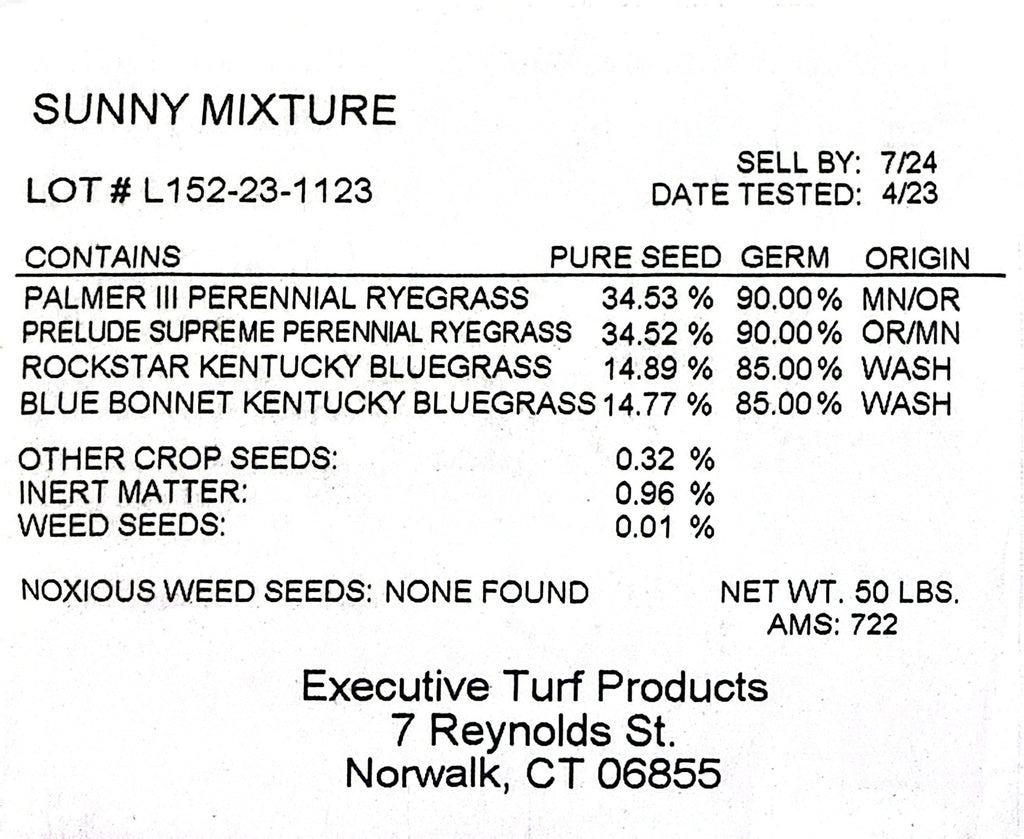 SUNNY MIXTURE
SELL BY: 7/24
LOT # L152-23-1123
DATE TESTED: 4/23
CONTAINS PURE SEED GERM ORIGIN
PALMER III PERENNIAL RYEGRASS 34.53 % 90.00% MN/OR
PRELUDE SUPREME PERENNIAL RYEGRASS 34.52 % 90.00% OR/MN
ROCKSTAR KENTUCKY BLUEGRASS 14.89 % 85.00% WASH
BLUE BONNET KENTUCKY BLUEGRASS 14.77 % 85.00% WASH
OTHER CROP SEEDS: 0.32 %
INERT MATTER: 0.96 %
WEED SEEDS: 0.01 %
NOXIOUS WEED SEEDS: NONE FOUND NET WT. 50 LBS.
AMS: 722
Executive Turf Products
7 Reynolds St.
Norwalk, CT 06855